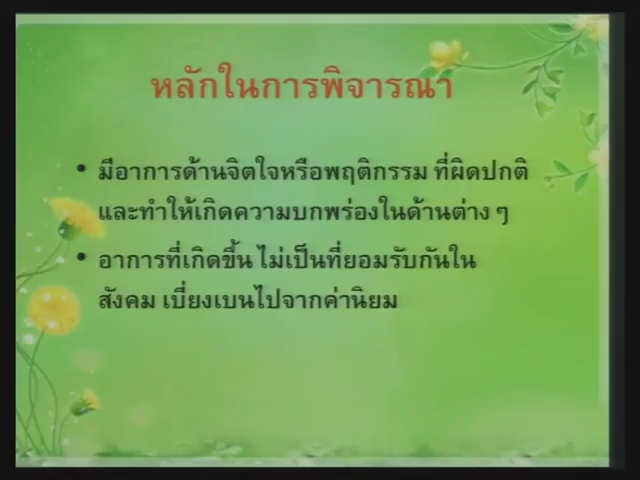 หลักในการพิจารณา
• มีอาการด้านจิตใจหรือพฤติกรรม ที่ผิดปกติ
และทำให้เกิดความบกพร่องในด้านต่าง ๆ
• อาการที่เกิดขึ้น ไม่เป็นที่ยอมรับกันใน
สังคม เบี่ยงเบนไปจากค่านิยม